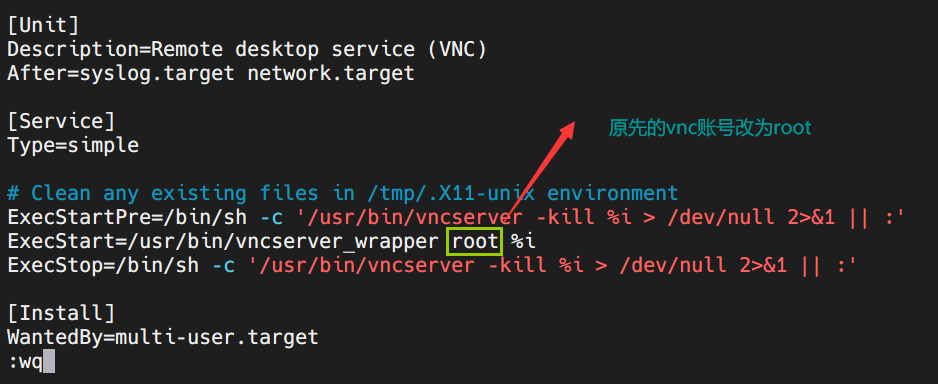 [Unit]
Description=Remote desktop service (VNC)
After=syslog.target network.target
[Service]
Type=simple
原先的vnc账号改为root
# Clean any existing files in /tmp/.X11-unix environment
ExecStartPre=/bin/sh -c '/usr/bin/vncserver -kill %i > /dev/null 2>&1 || :'
ExecStart=/usr/bin/vncserver_wrapper root %i
ExecStop=/bin/sh -c '/usr/bin/vncserver -kill %i > /dev/null 2>&1 || :'
[Install]
WantedBy=multi-user.target
:wq